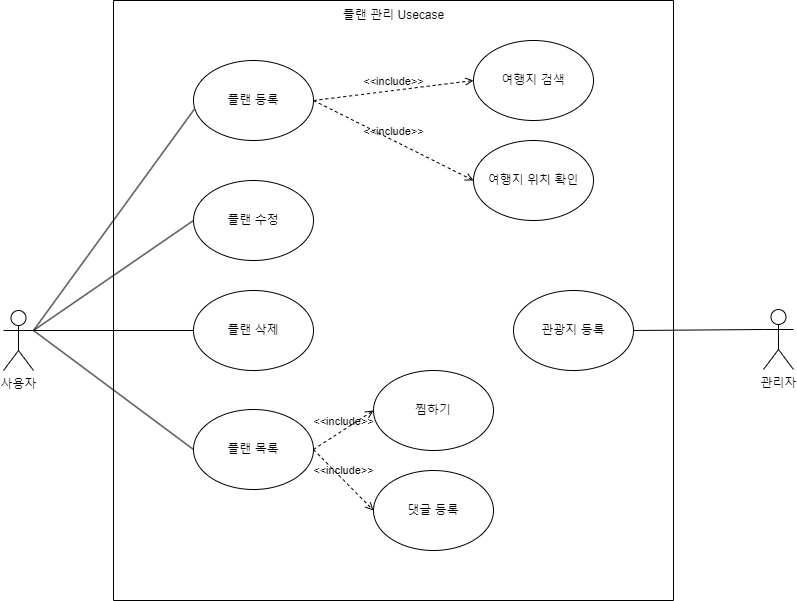 플랜 관리 Usecase
플랜 등록
<<include>>
여행지 검색
<<include>>
여행지 위치 확인
플랜 수정
플랜 삭제
관광지 등록
사용자
관리자
플랜 목록
<<include>>
찜하기
<<include>>
댓글 등록